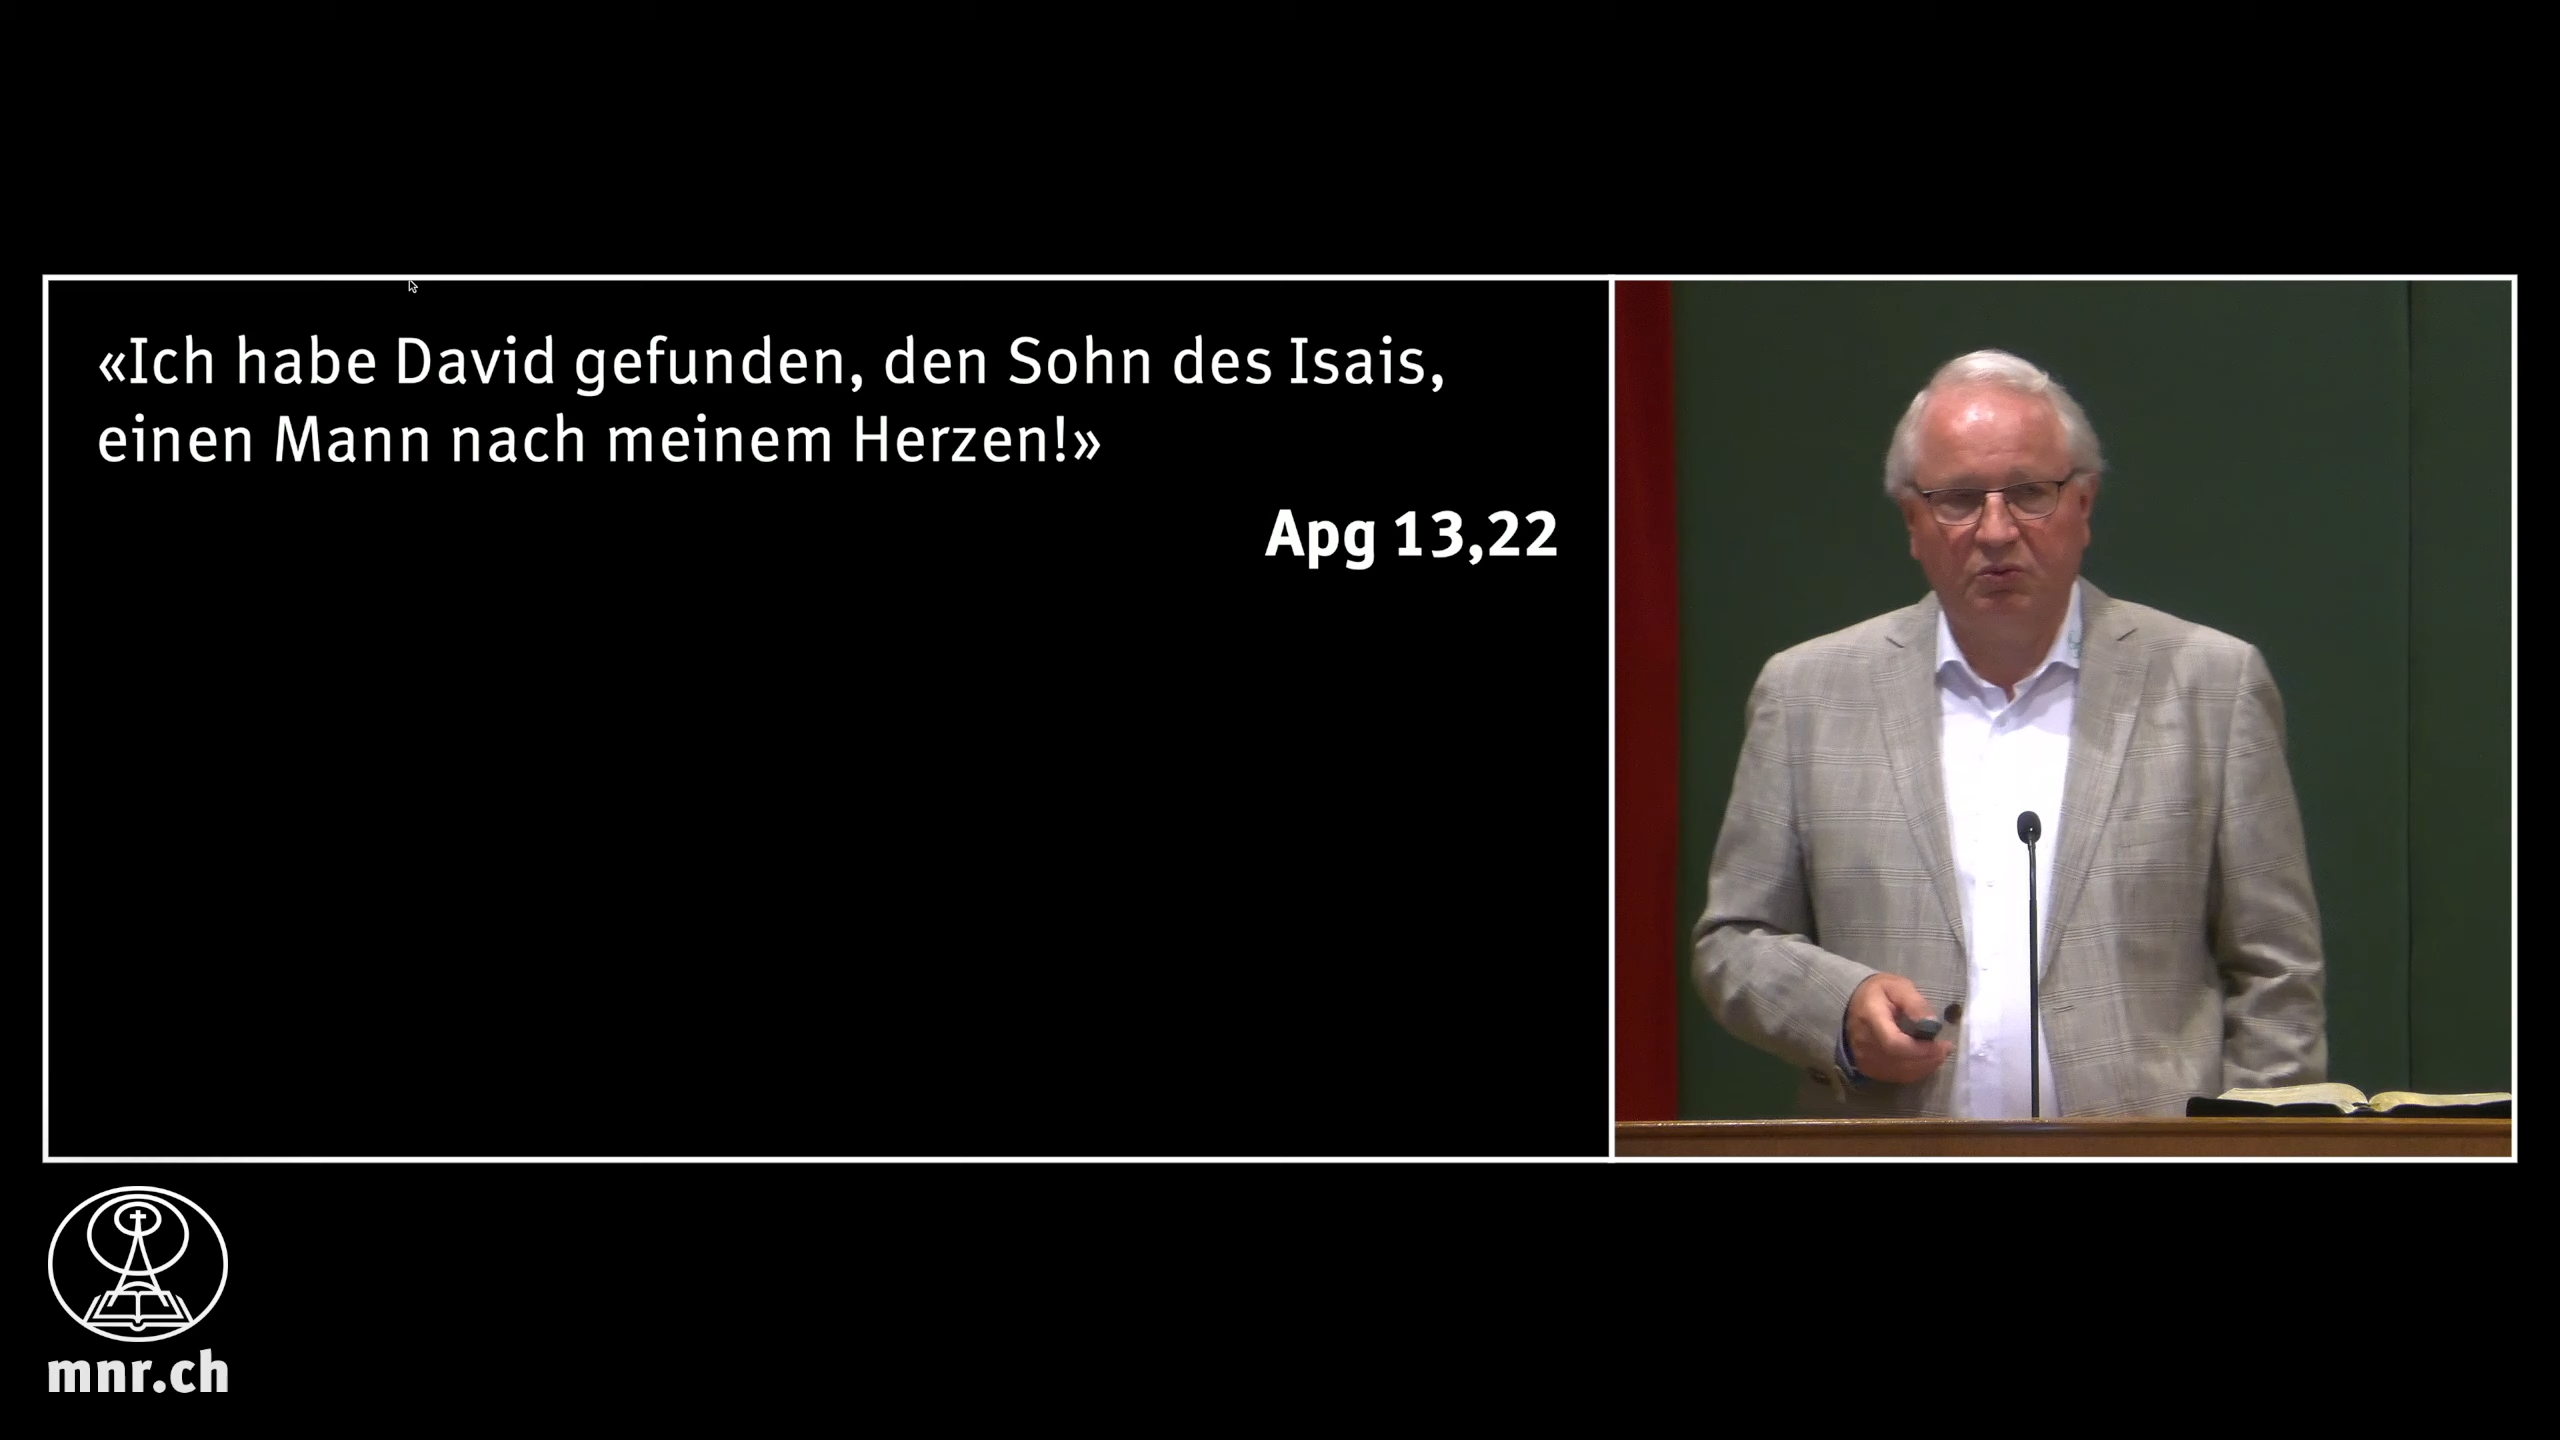 «Ich habe David gefunden, den Sohn des Isais,
einen Mann nach meinem Herzen!»
Apg 13,22
mnr.ch